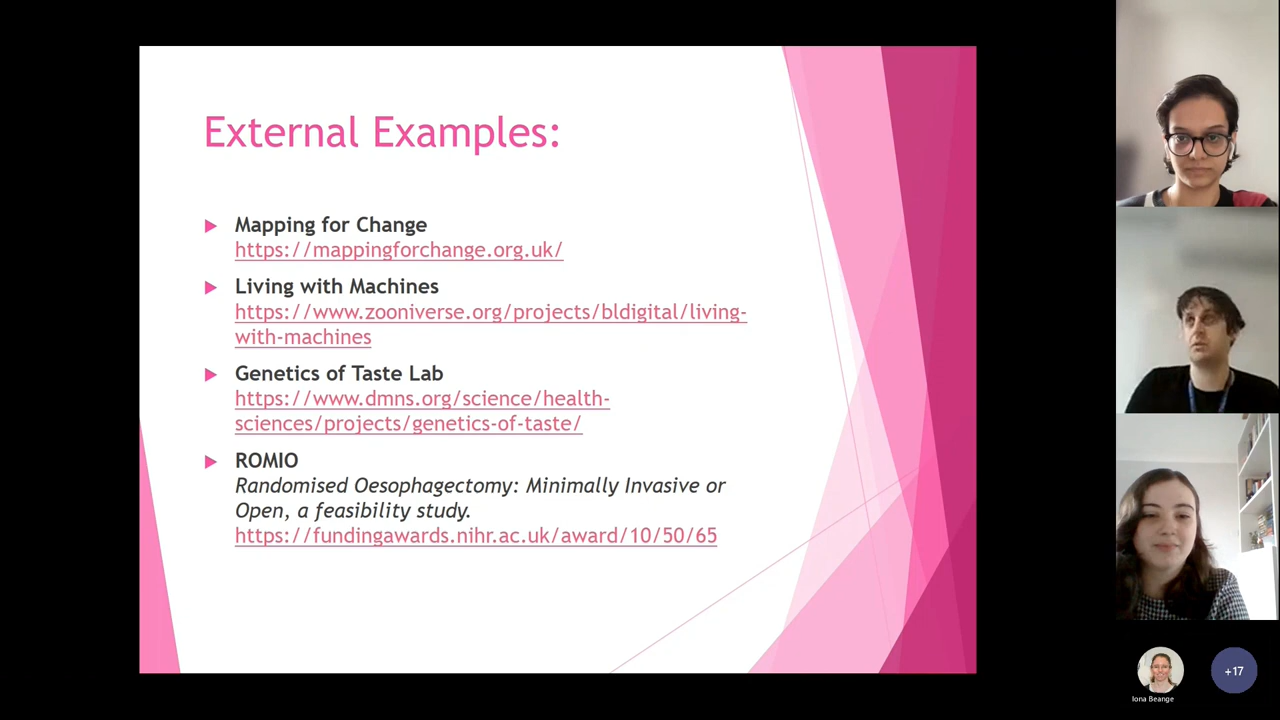 External Examples:
Mapping for Change
https://mappingforchange.org.uk/
Living with Machines
https://www.zooniverse.org/projects/bldigital/living-
with-machines
Genetics of Taste Lab
https://www.dmns.org/science/health-
sciences/projects/genetics-of-taste/
ROMIO
Randomised Oesophagectomy: Minimally Invasive or
Open, a feasibility study.
https://fundingawards.nihr.ac.uk/award/10/50/65
+17
Iona Beange